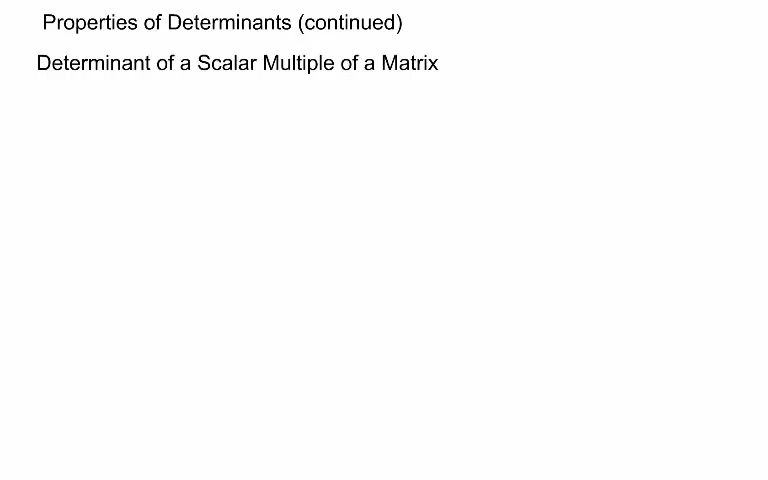 Properties of Determinants (continued)
Determinant of a Scalar Multiple of a Matrix